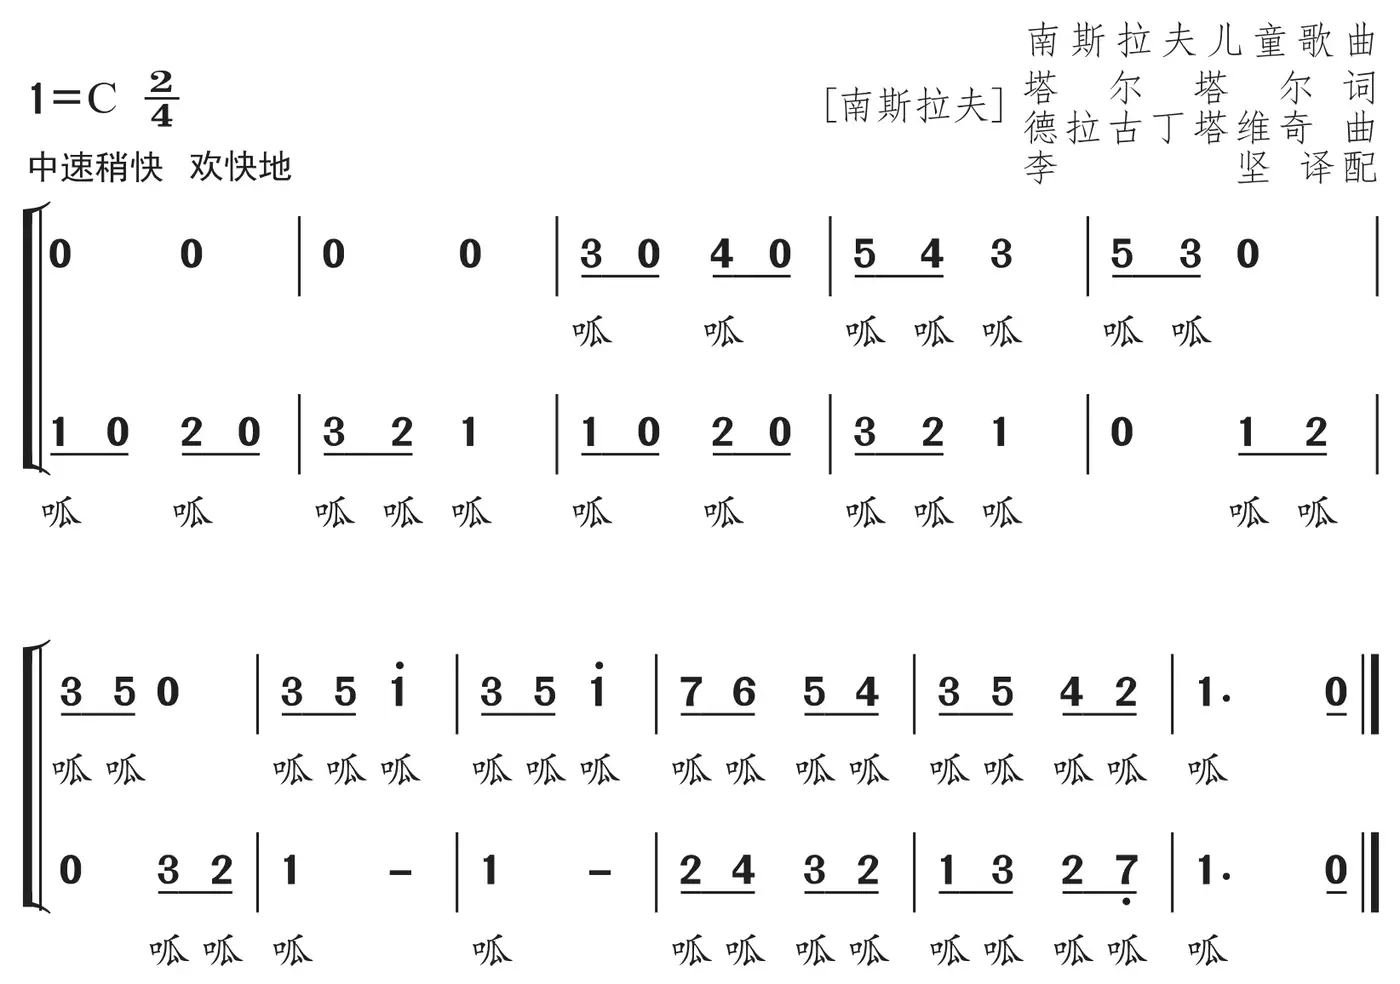 1=C 2/4
中速稍快 欢快地
[南斯拉夫]
南斯拉夫儿童歌曲
塔尔塔尔词
德拉古丁塔维奇曲
李坚译配
0 0 | 0 0 | 3 0 4 0 | 5 4 3 | 5 3 0 |
呱 呱 呱 呱 呱 呱 呱
1 0 2 0 | 3 2 1 | 1 0 2 0 | 3 2 1 | 0 1 2 |
呱 呱 呱 呱 呱 呱 呱 呱 呱 呱 呱 呱
3 5 0 | 3 5 1̇ | 3 5 1̇ | 7 6 5 4 | 3 5 4 2 | 1. 0 ‖
呱 呱 呱 呱 呱 呱 呱 呱 呱 呱 呱 呱 呱 呱 呱 呱 呱
0 3 2 | 1 - | 1 - | 2 4 3 2 | 1 3 2 7̣ | 1. 0 ‖
呱 呱 呱 呱 呱 呱 呱 呱 呱 呱 呱 呱 呱